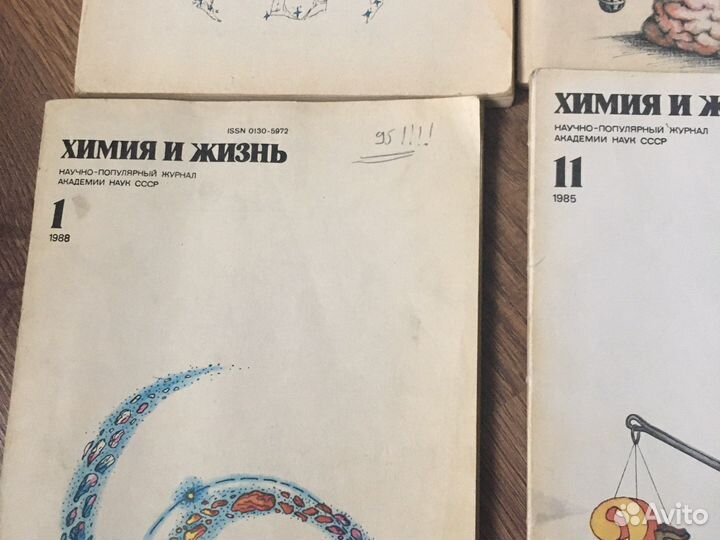 ISSN 0130-5972
95!!!!
ХИМИЯ И ЖИЗНЬ
НАУЧНО-ПОПУЛЯРНЫЙ ЖУРНАЛ
АКАДЕМИИ НАУК СССР
1
1988
ХИМИЯ И Ж
НАУЧНО-ПОПУЛЯРНЫЙ ЖУРНАЛ
АКАДЕМИИ НАУК СССР
11
1985
Avito